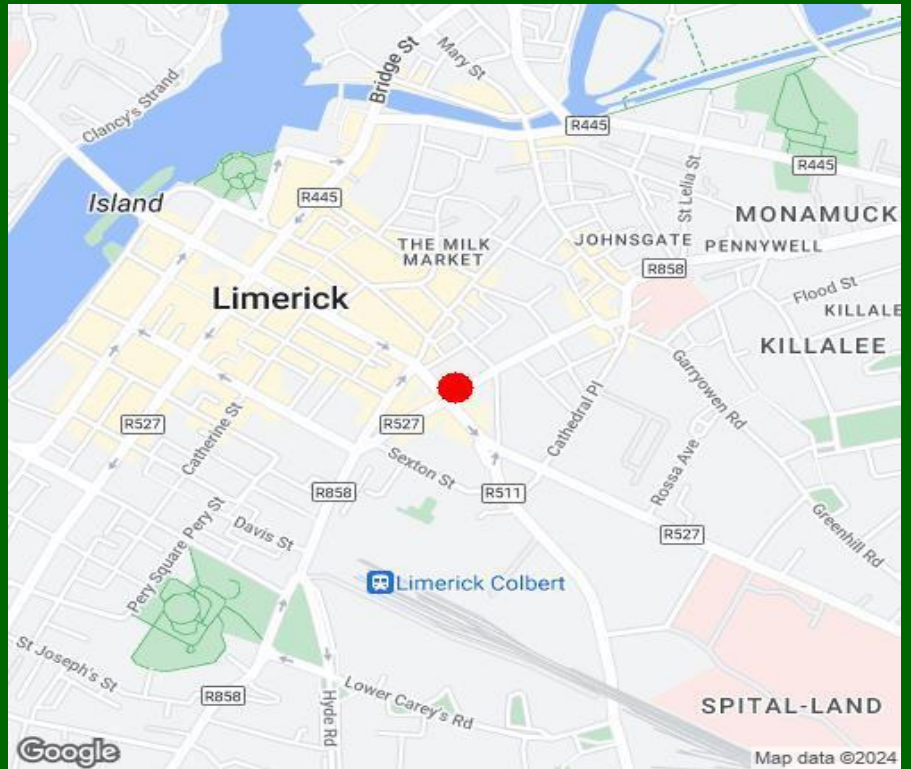 Mary St
Bridge St
Clancy's Strand
R445
R445
St Lelia St
R445
Island
MONAMUCK
THE MILK
MARKET
JOHNSGATE
PENNYWELL
R858
Limerick
Flood St
KILLALE
KILLALEE
Garryowen Rd
Cathedral Pl
R527
R527
Catherine St
Sexton St
Rossa Ave
R858
R511
Greenhill Rd
Davis St
R527
Pery Square Pery St
Limerick Colbert
St Joseph's St
R858
Hyde Rd
Lower Carey's Rd
SPITAL-LAND
Google
Map data ©2024